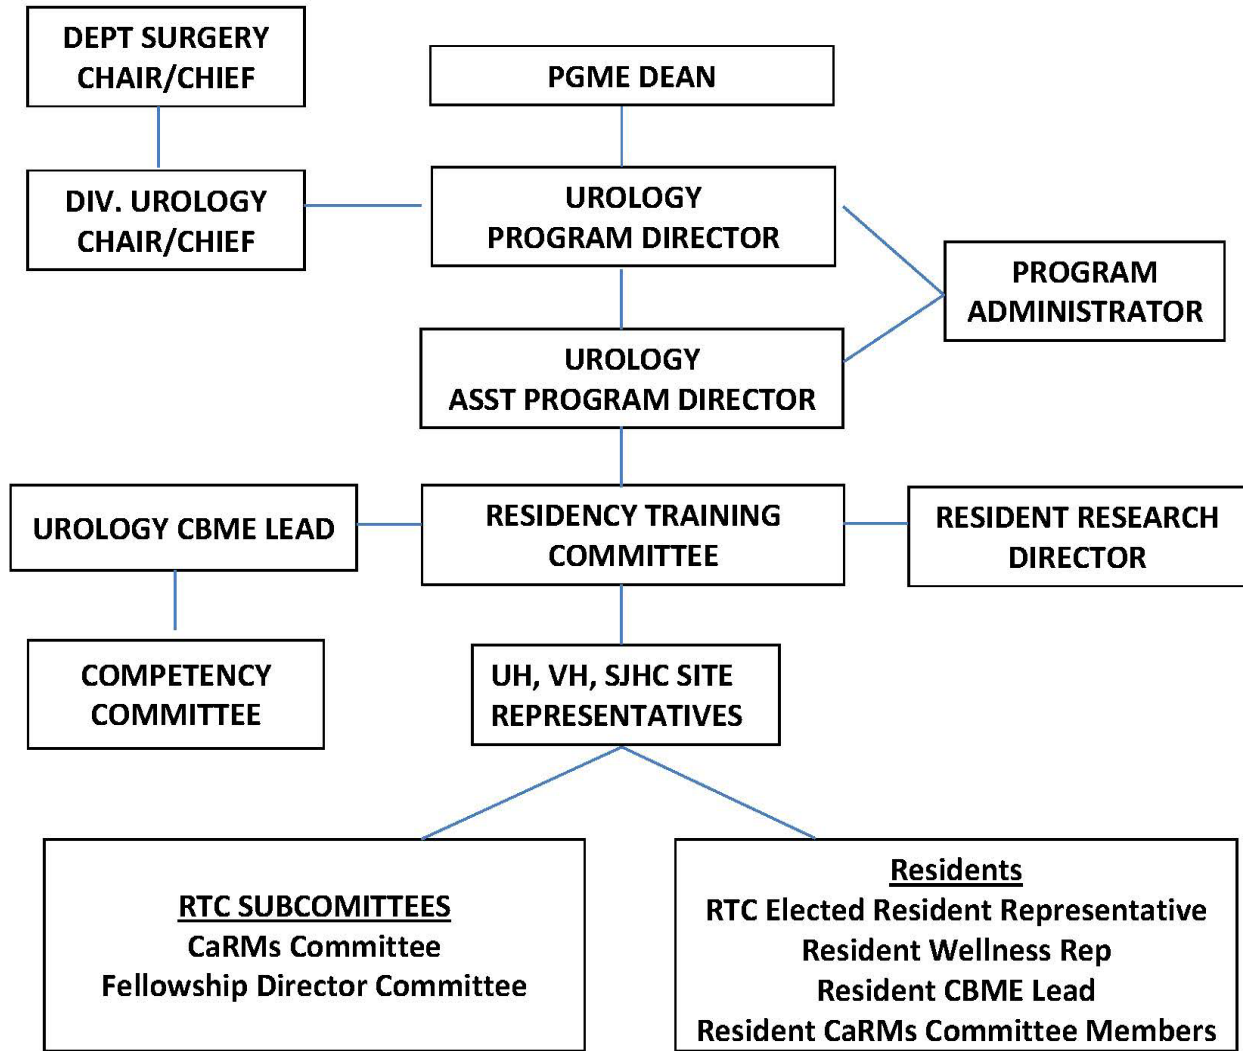 DEPT SURGERY
CHAIR/CHIEF
PGME DEAN
DIV. UROLOGY
CHAIR/CHIEF
UROLOGY
PROGRAM DIRECTOR
PROGRAM
ADMINISTRATOR
UROLOGY
ASST PROGRAM DIRECTOR
UROLOGY CBME LEAD
RESIDENCY TRAINING
COMMITTEE
RESIDENT RESEARCH
DIRECTOR
COMPETENCY
COMMITTEE
UH, VH, SJHC SITE
REPRESENTATIVES
RTC SUBCOMITTEES
CaRMs Committee
Fellowship Director Committee
Residents
RTC Elected Resident Representative
Resident Wellness Rep
Resident CBME Lead
Resident CaRMs Committee Members